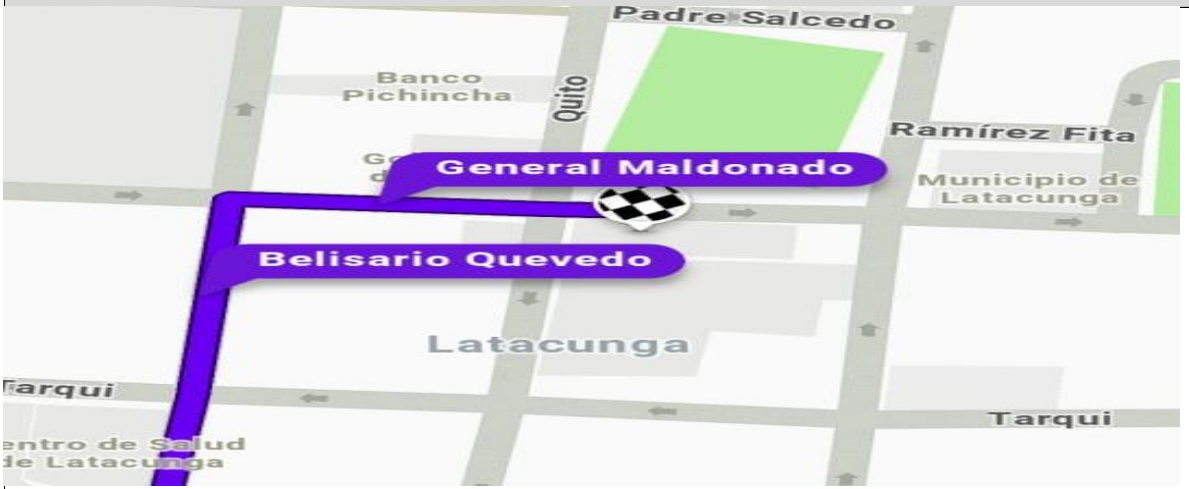 Padre Salcedo
Banco
Pichincha
Quito
Ramírez Fita
General Maldonado
Municipio de
Latacunga
Belisario Quevedo
Latacunga
Tarqui
Tarqui
entro de Salud
de Latacunga